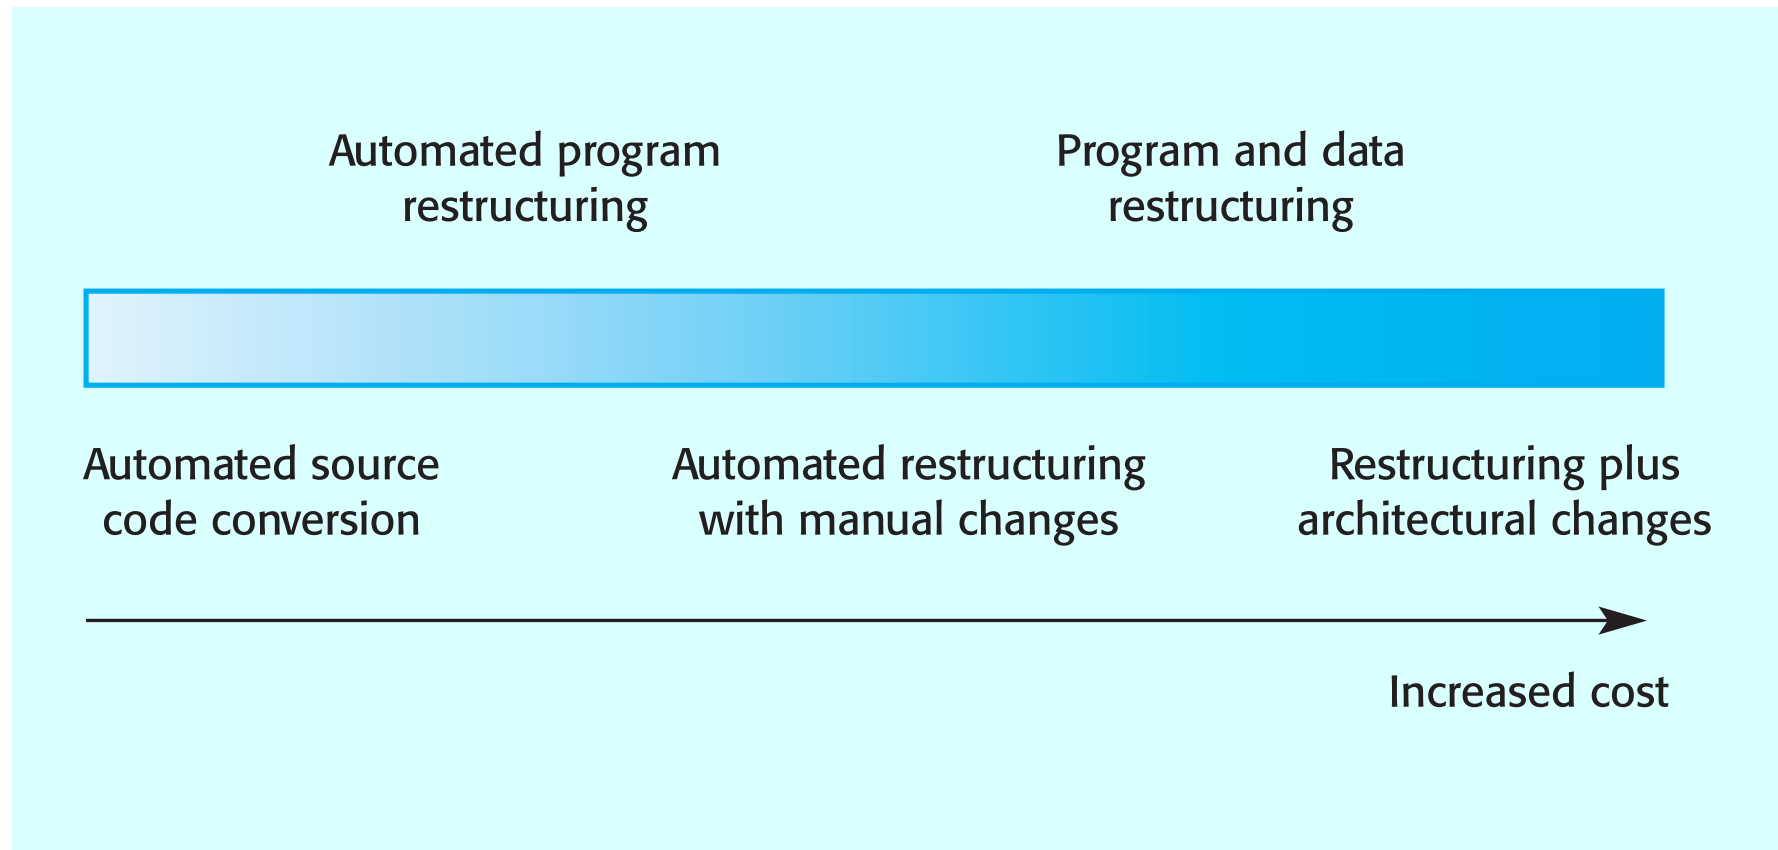 Automated program
restructuring
Program and data
restructuring
Automated source
code conversion
Automated restructuring
with manual changes
Restructuring plus
architectural changes
Increased cost